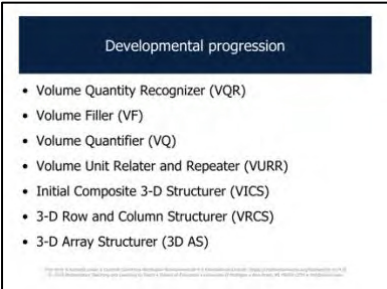 Developmental progression
• Volume Quantity Recognizer (VQR)
• Volume Filler (VF)
• Volume Quantifier (VQ)
• Volume Unit Relater and Repeater (VURR)
• Initial Composite 3-D Structurer (VICS)
• 3-D Row and Column Structurer (VRCS)
• 3-D Array Structurer (3D AS)